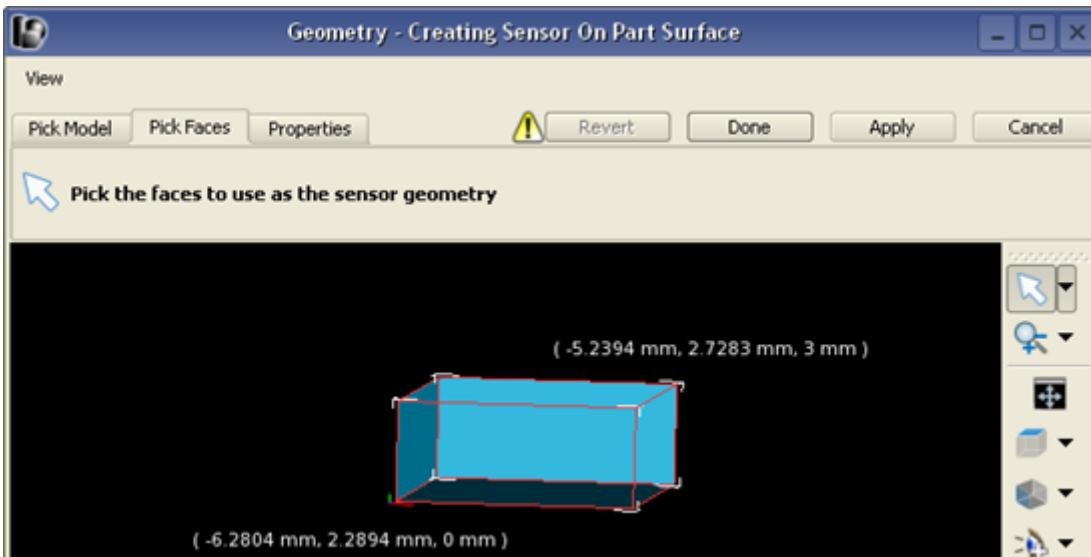 Geometry - Creating Sensor On Part Surface
View
Pick Model Pick Faces Properties Revert Done Apply Cancel
Pick the faces to use as the sensor geometry
( -5.2394 mm, 2.7283 mm, 3 mm )
( -6.2804 mm, 2.2894 mm, 0 mm )